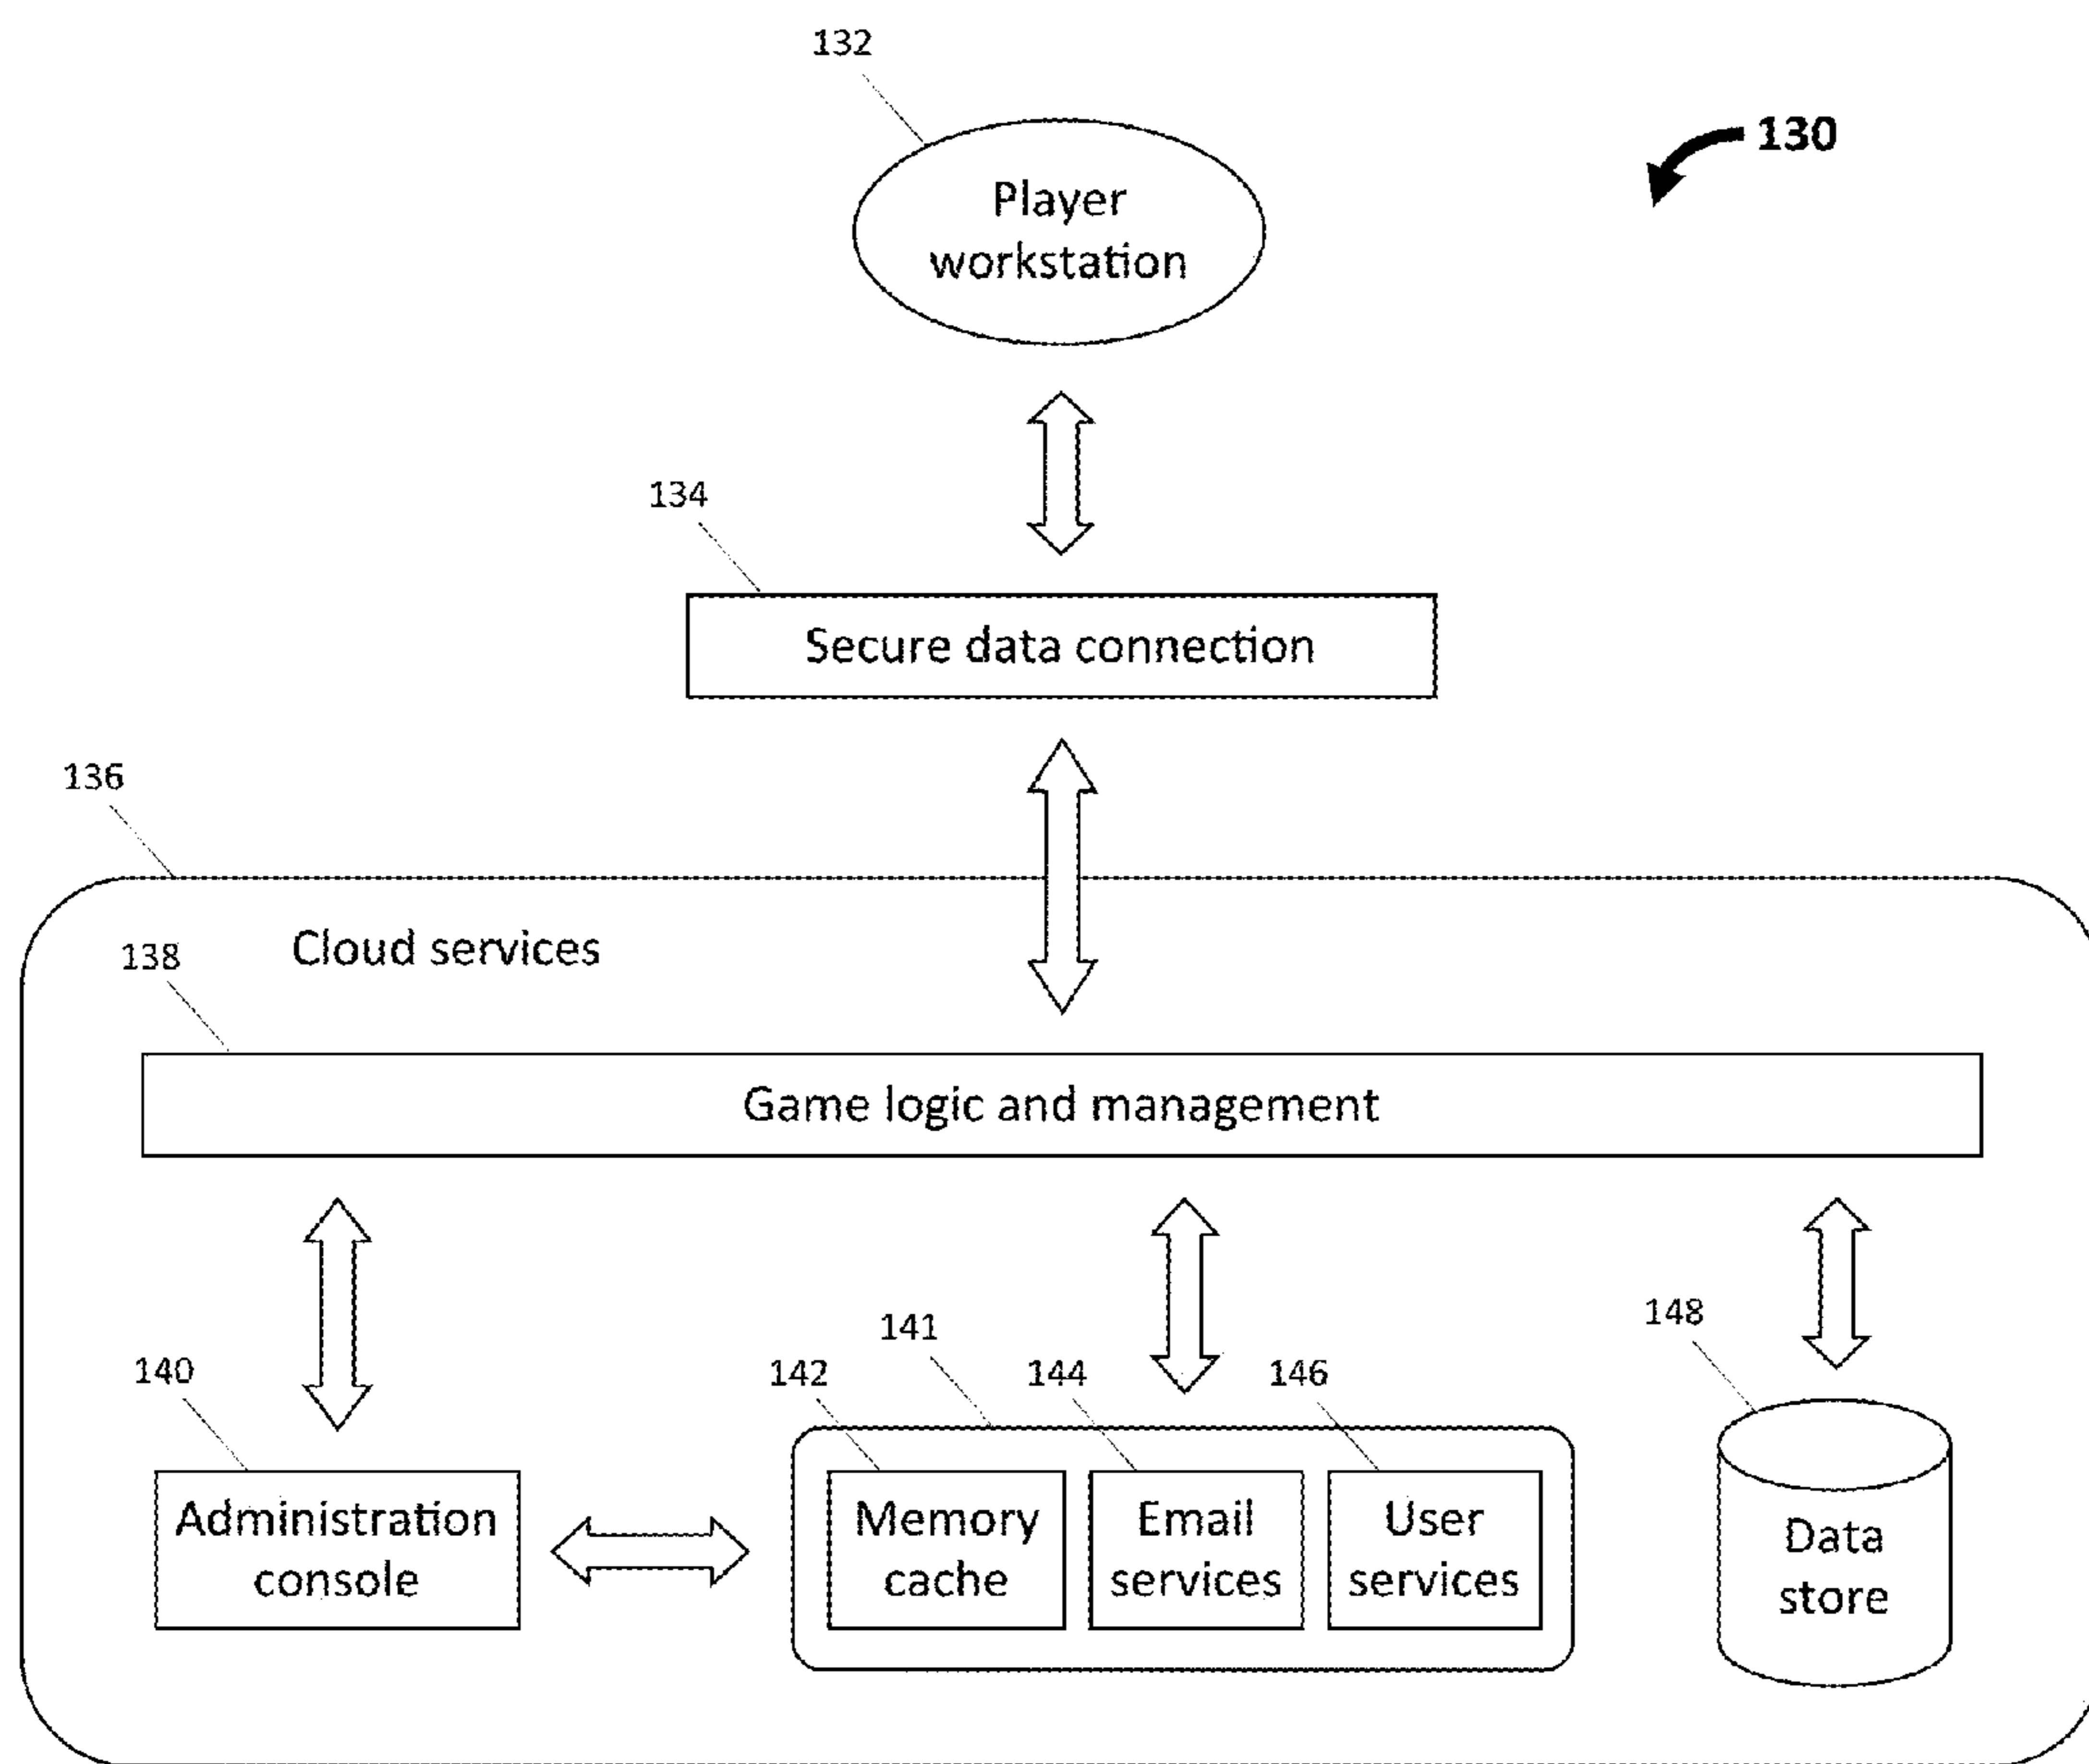 132
130
Player
workstation
134
Secure data connection
136
Cloud services
138
Game logic and management
148
141
140
142
144
146
Administration
console
Memory
cache
Email
services
User
services
Data
store